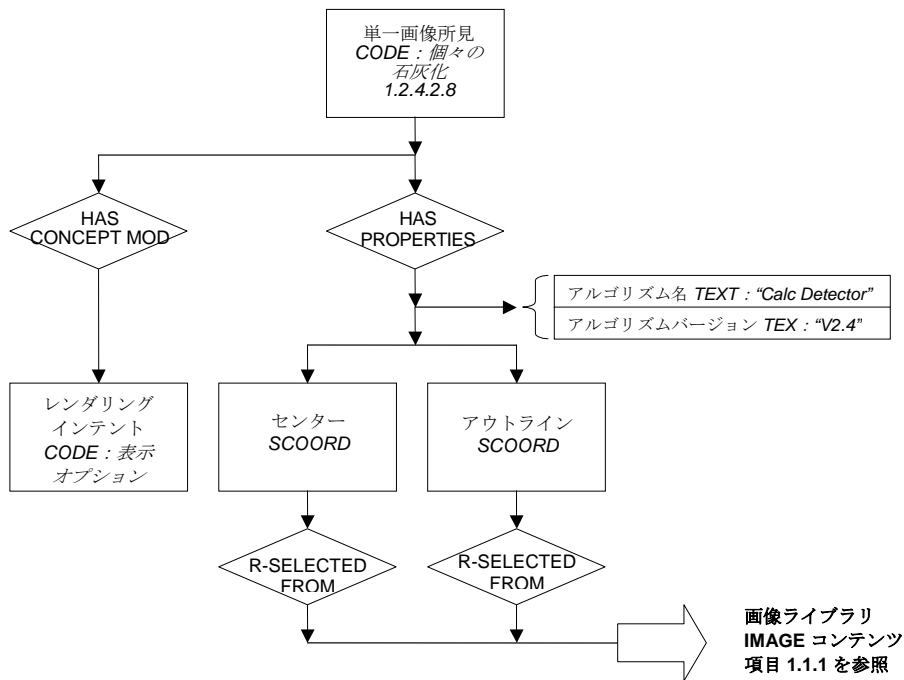 単一画像所見
CODE：個々の
石灰化
1.2.4.2.8
HAS
CONCEPT MOD
HAS
PROPERTIES
アルゴリズム名 TEXT：“Calc Detector”
アルゴリズムバージョン TEX：“V2.4”
レンダリング
インテント
CODE：表示
オプション
センター
SCOORD
アウトライン
SCOORD
R-SELECTED
FROM
R-SELECTED
FROM
画像ライブラリ
IMAGE コンテンツ
項目 1.1.1 を参照